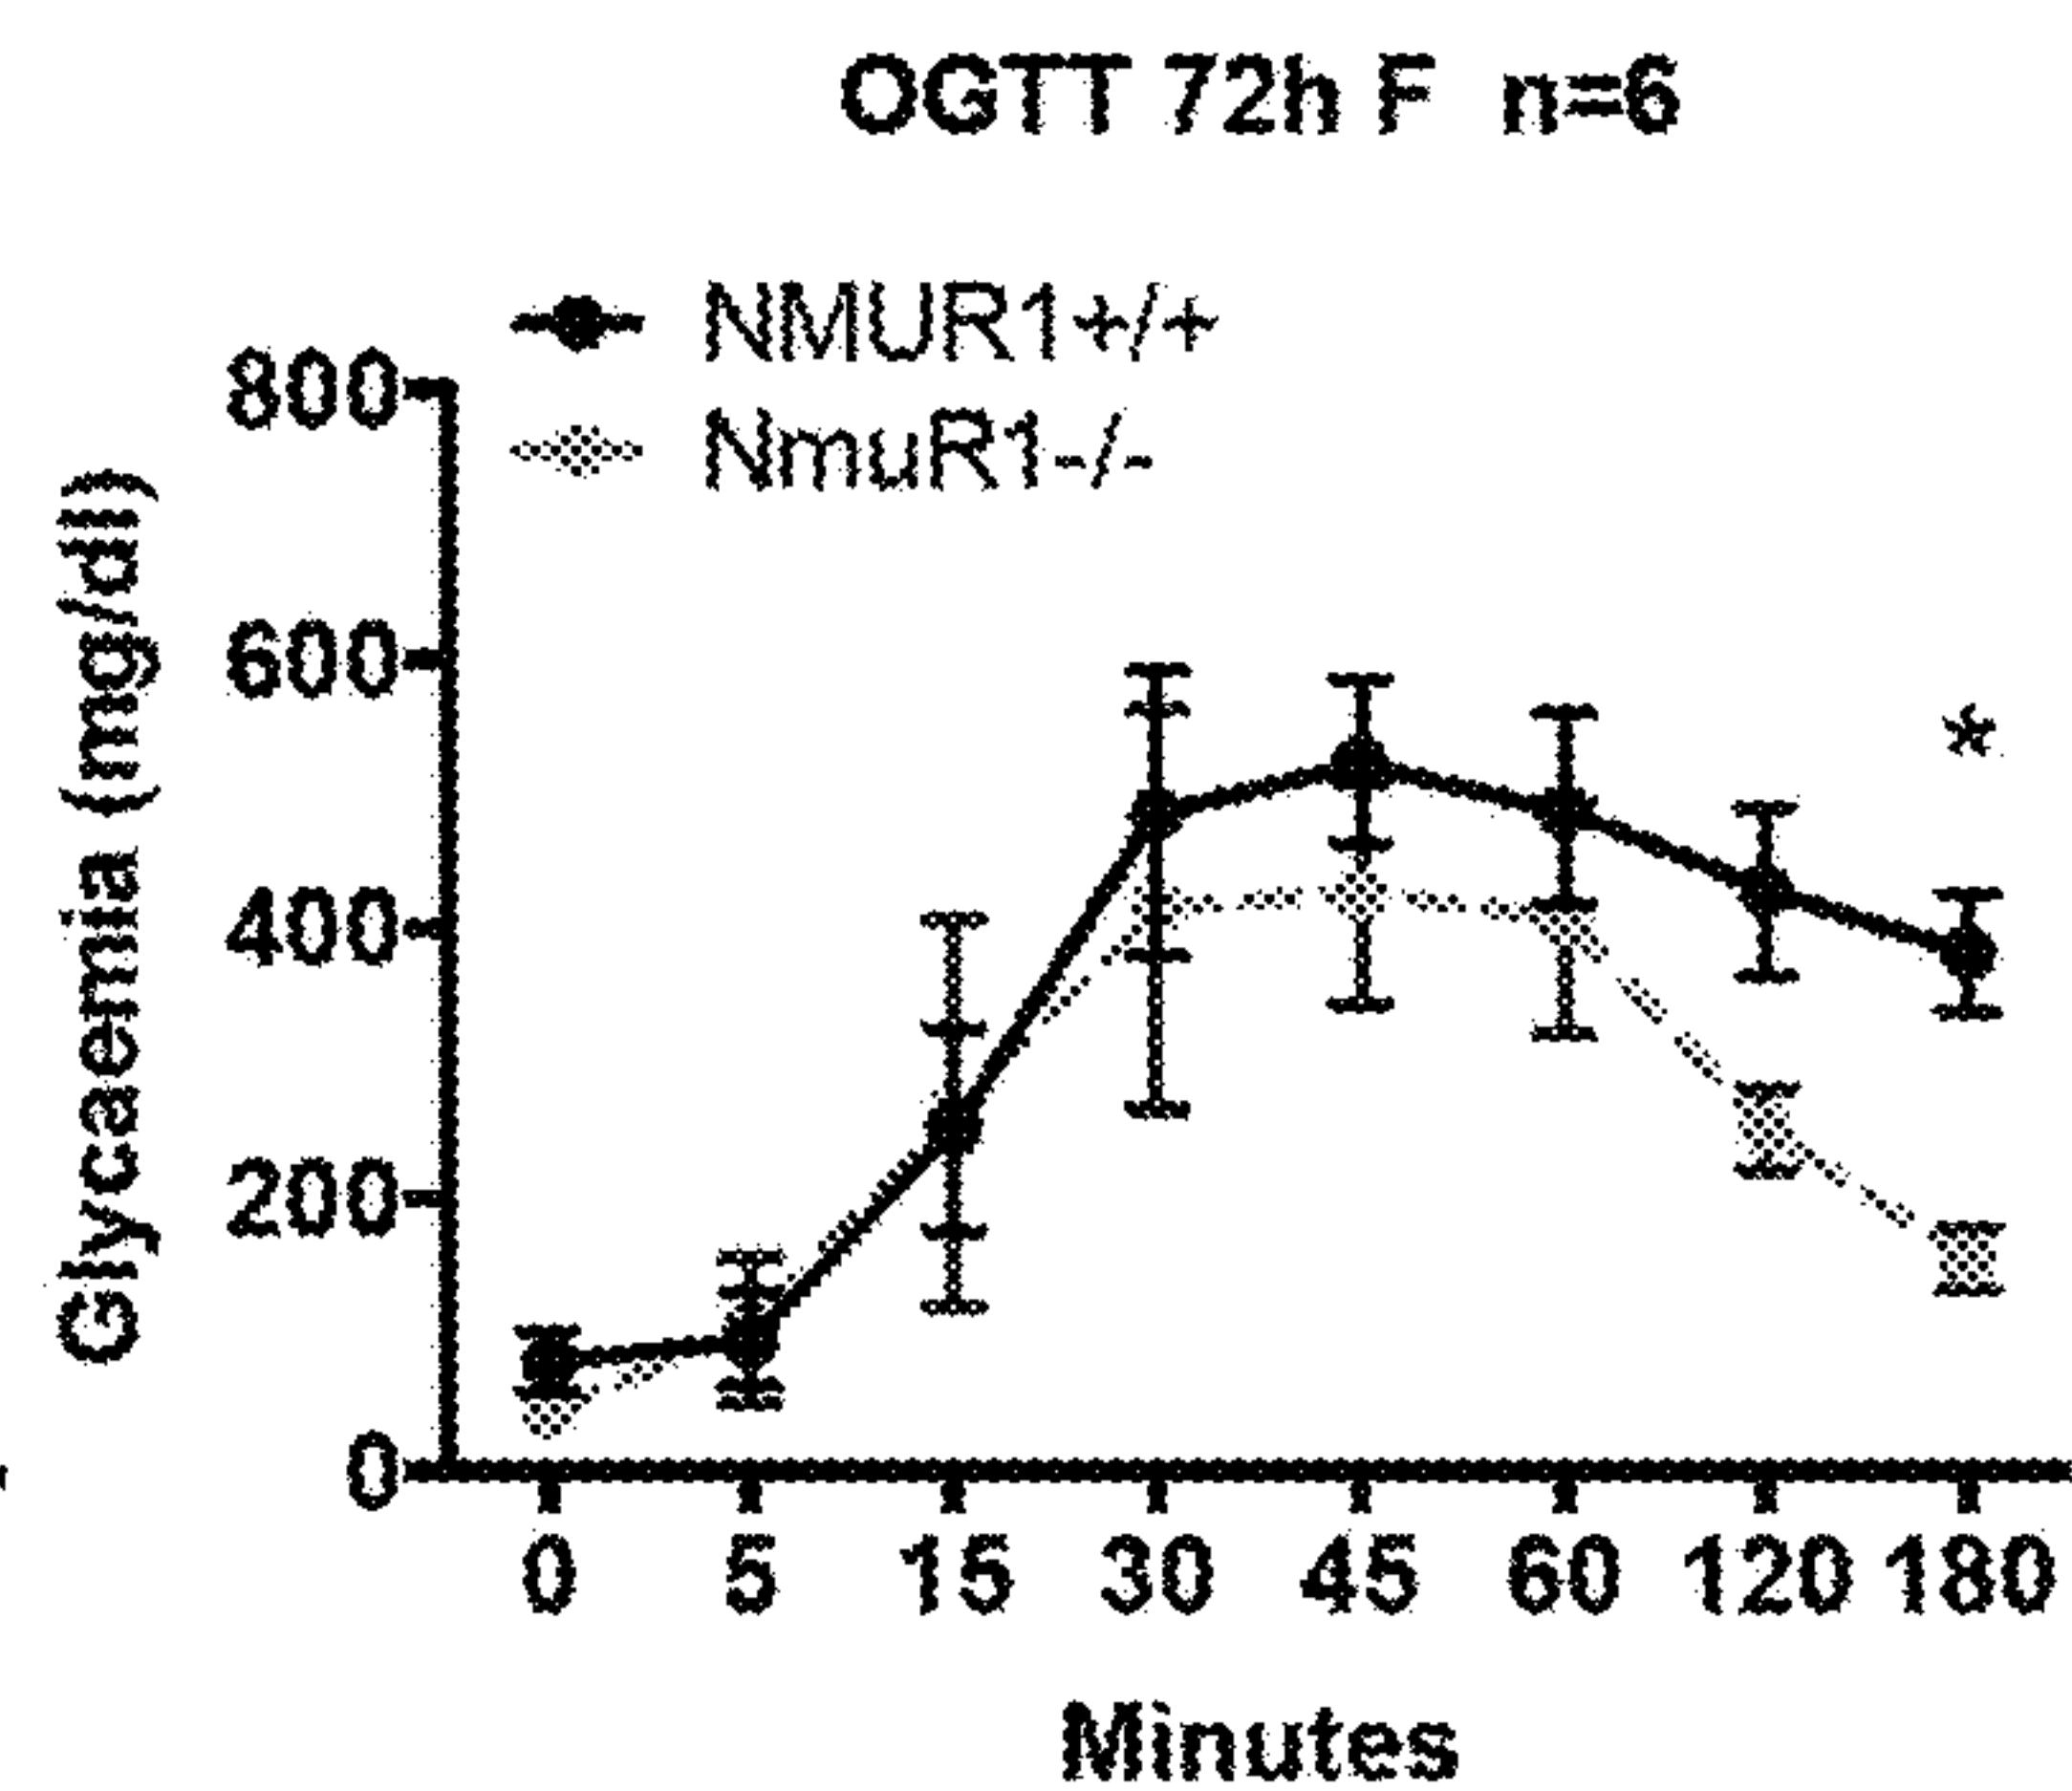 OGTT 72h F n=6
NMUR1+/+
NmuR1-/-
Glycaemia (mg/dl)
800
600
400
200
0
*
0 5 15 30 45 60 120 180
Minutes